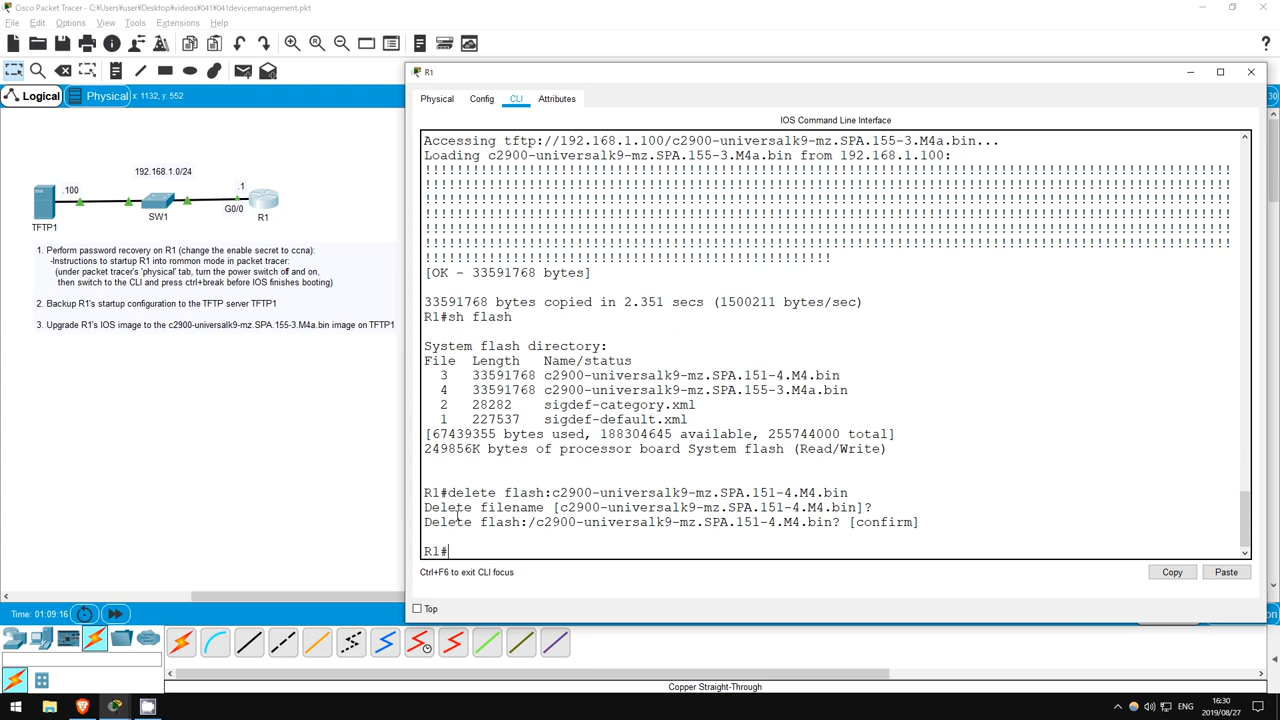 Cisco Packet Tracer - C:\Users\user\Desktop\videos\041\041devicemanagement.pkt
File Edit Options View Tools Extensions Help
Logical Physical x: 1132, y: 552
192.168.1.0/24
.100 .1
G0/0
TFTP1 SW1 R1
1. Perform password recovery on R1 (change the enable secret to ccna):
-Instructions to startup R1 into rommon mode in packet tracer:
(under packet tracer's 'physical' tab, turn the power switch off and on,
then switch to the CLI and press ctrl+break before IOS finishes booting)
2. Backup R1's startup configuration to the TFTP server TFTP1
3. Upgrade R1's IOS image to the c2900-universalk9-mz.SPA.155-3.M4a.bin image on TFTP1
R1
Physical Config CLI Attributes
IOS Command Line Interface
Accessing tftp://192.168.1.100/c2900-universalk9-mz.SPA.155-3.M4a.bin...
Loading c2900-universalk9-mz.SPA.155-3.M4a.bin from 192.168.1.100:
!!!!!!!!!!!!!!!!!!!!!!!!!!!!!!!!!!!!!!!!!!!!!!!!!!!!!!!!!!!!!!!!!!!!!!!!!!!!!!!!!!!!!!!!!!!!!!!!!!!!!
!!!!!!!!!!!!!!!!!!!!!!!!!!!!!!!!!!!!!!!!!!!!!!!!!!!!!!!!!!!!!!!!!!!!!!!!!!!!!!!!!!!!!!!!!!!!!!!!!!!!!
!!!!!!!!!!!!!!!!!!!!!!!!!!!!!!!!!!!!!!!!!!!!!!!!!!!!!!!!!!!!!!!!!!!!!!!!!!!!!!!!!!!!!!!!!!!!!!!!!!!!!
!!!!!!!!!!!!!!!!!!!!!!!!!!!!!!!!!!!!!!!!!!!!!!!!!!!!!!!!!!!!!!!!!!!!!!!!!!!!!!!!!!!!!!!!!!!!!!!!!!!!!
!!!!!!!!!!!!!!!!!!!!!!!!!!!!!!!!!!!!!!!!!!!!!!!!!!!!!!!!!!!!!!!!!!!!!!!!!!!!!!!!!!!!!!!!!!!!!!!!!!!!!
!!!!!!!!!!!!!!!!!!!!!!!!!!!!!!!!!!!!!!!!!!!!!!!!!!!!!!!!!!!!!!!!!!!!!!!!!!!!!!!!!!!!!!!!!!!!!!!!!!!!!
!!!!!!!!!!!!!!!!!!!!!!!!!!!!!!!!!!!!!!!!!!!!!!!!!!!
[OK - 33591768 bytes]
33591768 bytes copied in 2.351 secs (1500211 bytes/sec)
R1#sh flash
System flash directory:
File Length Name/status
3 33591768 c2900-universalk9-mz.SPA.151-4.M4.bin
4 33591768 c2900-universalk9-mz.SPA.155-3.M4a.bin
2 28282 sigdef-category.xml
1 227537 sigdef-default.xml
[67439355 bytes used, 188304645 available, 255744000 total]
249856K bytes of processor board System flash (Read/Write)
R1#delete flash:c2900-universalk9-mz.SPA.151-4.M4.bin
Delete filename [c2900-universalk9-mz.SPA.151-4.M4.bin]?
Delete flash:/c2900-universalk9-mz.SPA.151-4.M4.bin? [confirm]
R1#
Ctrl+F6 to exit CLI focus
Copy Paste
Top
Time: 01:09:16
Copper Straight-Through
ENG
16:30
2019/08/27